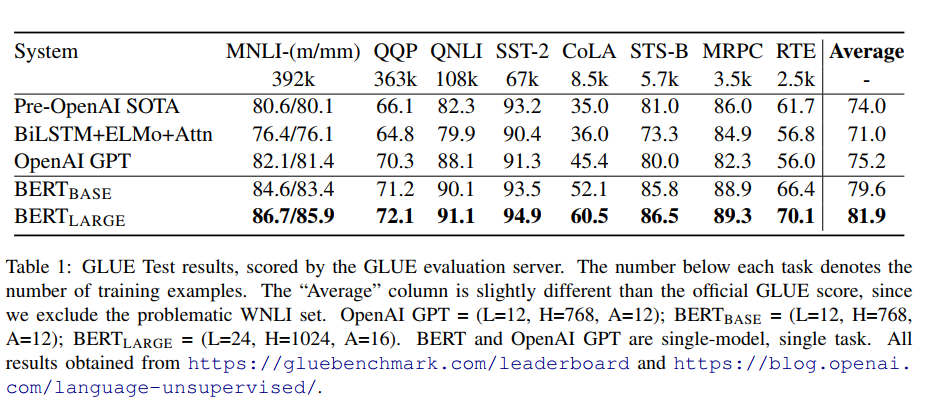 System MNLI-(m/mm) QQP QNLI SST-2 CoLA STS-B MRPC RTE Average
392k 363k 108k 67k 8.5k 5.7k 3.5k 2.5k -
Pre-OpenAI SOTA 80.6/80.1 66.1 82.3 93.2 35.0 81.0 86.0 61.7 74.0
BiLSTM+ELMo+Attn 76.4/76.1 64.8 79.9 90.4 36.0 73.3 84.9 56.8 71.0
OpenAI GPT 82.1/81.4 70.3 88.1 91.3 45.4 80.0 82.3 56.0 75.2
BERTBASE 84.6/83.4 71.2 90.1 93.5 52.1 85.8 88.9 66.4 79.6
BERTLARGE 86.7/85.9 72.1 91.1 94.9 60.5 86.5 89.3 70.1 81.9
Table 1: GLUE Test results, scored by the GLUE evaluation server. The number below each task denotes the
number of training examples. The “Average” column is slightly different than the official GLUE score, since
we exclude the problematic WNLI set. OpenAI GPT = (L=12, H=768, A=12); BERTBASE = (L=12, H=768,
A=12); BERTLARGE = (L=24, H=1024, A=16). BERT and OpenAI GPT are single-model, single task. All
results obtained from https://gluebenchmark.com/leaderboard and https://blog.openai.
com/language-unsupervised/.